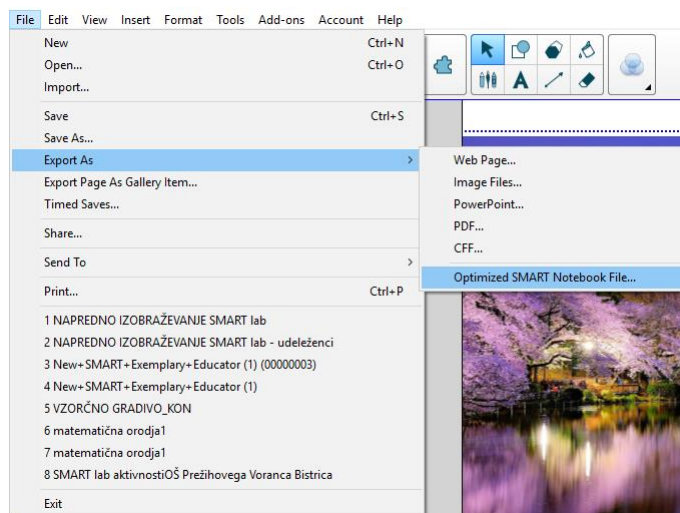 File Edit View Insert Format Tools Add-ons Account Help
New Ctrl+N
Open... Ctrl+O
Import...
Save Ctrl+S
Save As...
Export As
Export Page As Gallery Item...
Timed Saves...
Share...
Send To
Print... Ctrl+P
1 NAPREDNO IZOBRAŽEVANJE SMART lab
2 NAPREDNO IZOBRAŽEVANJE SMART lab - udeleženci
3 New+SMART+Exemplary+Educator (1) (00000003)
4 New+SMART+Exemplary+Educator (1)
5 VZORČNO GRADIVO_KON
6 matematična orodja1
7 matematična orodja1
8 SMART lab aktivnostiOŠ Prežihovega Voranca Bistrica
Exit
Web Page...
Image Files...
PowerPoint...
PDF...
CFF...
Optimized SMART Notebook File...
A